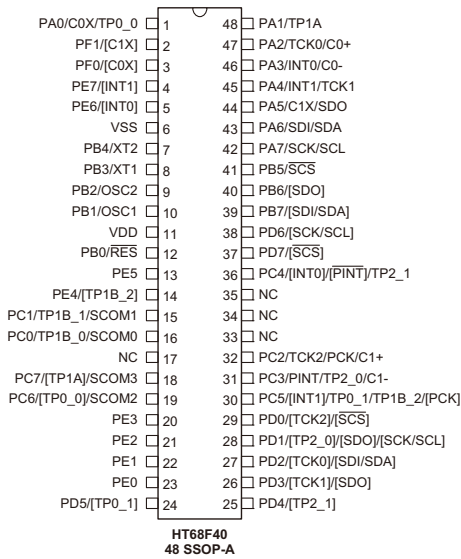 PA0/C0X/TP0_0 1 48 PA1/TP1A
PF1/[C1X] 2 47 PA2/TCK0/C0+
PF0/[C0X] 3 46 PA3/INT0/C0-
PE7/[INT1] 4 45 PA4/INT1/TCK1
PE6/[INT0] 5 44 PA5/C1X/SDO
VSS 6 43 PA6/SDI/SDA
PB4/XT2 7 42 PA7/SCK/SCL
PB3/XT1 8 41 PB5/SCS
PB2/OSC2 9 40 PB6/[SDO]
PB1/OSC1 10 39 PB7/[SDI/SDA]
VDD 11 38 PD6/[SCK/SCL]
PB0/RES 12 37 PD7/[SCS]
PE5 13 36 PC4/[INT0]/[PINT]/TP2_1
PE4/[TP1B_2] 14 35 NC
PC1/TP1B_1/SCOM1 15 34 NC
PC0/TP1B_0/SCOM0 16 33 NC
NC 17 32 PC2/TCK2/PCK/C1+
PC7/[TP1A]/SCOM3 18 31 PC3/PINT/TP2_0/C1-
PC6/[TP0_0]/SCOM2 19 30 PC5/[INT1]/TP0_1/TP1B_2/[PCK]
PE3 20 29 PD0/[TCK2]/[SCS]
PE2 21 28 PD1/[TP2_0]/[SDO]/[SCK/SCL]
PE1 22 27 PD2/[TCK0]/[SDI/SDA]
PE0 23 26 PD3/[TCK1]/[SDO]
PD5/[TP0_1] 24 25 PD4/[TP2_1]
HT68F40
48 SSOP-A